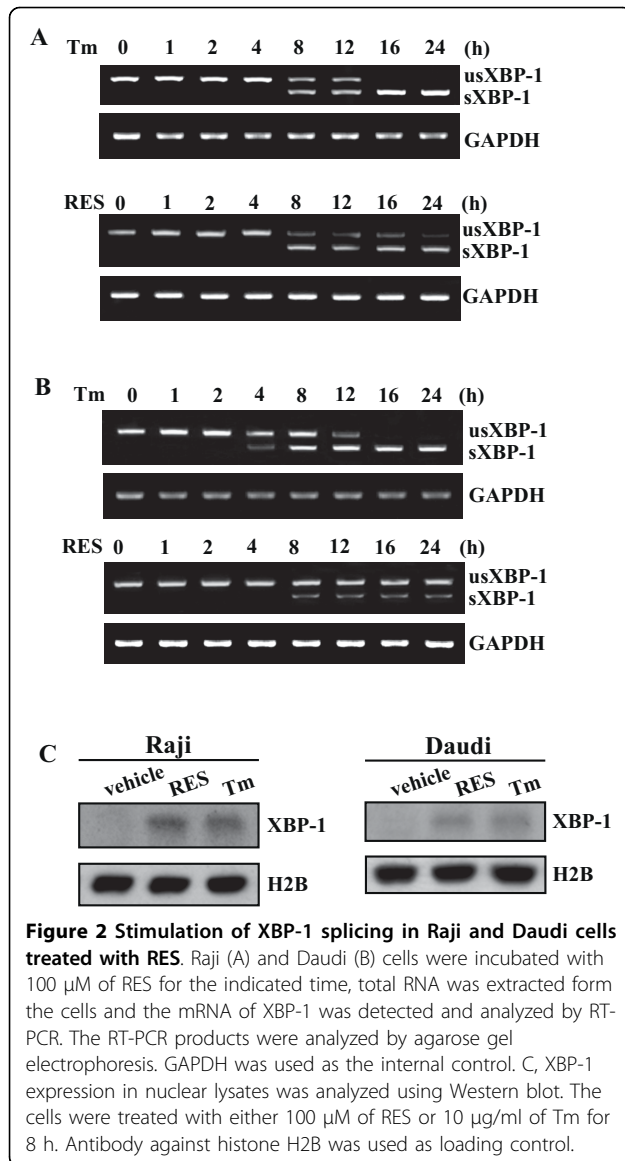 A
Tm 0 1 2 4 8 12 16 24 (h)
usXBP-1
sXBP-1
GAPDH
RES 0 1 2 4 8 12 16 24 (h)
usXBP-1
sXBP-1
GAPDH
B
Tm 0 1 2 4 8 12 16 24 (h)
usXBP-1
sXBP-1
GAPDH
RES 0 1 2 4 8 12 16 24 (h)
usXBP-1
sXBP-1
GAPDH
C
Raji
vehicle RES Tm
XBP-1
H2B
Daudi
vehicle RES Tm
XBP-1
H2B
Figure 2 Stimulation of XBP-1 splicing in Raji and Daudi cells
treated with RES. Raji (A) and Daudi (B) cells were incubated with
100 μM of RES for the indicated time, total RNA was extracted form
the cells and the mRNA of XBP-1 was detected and analyzed by RT-
PCR. The RT-PCR products were analyzed by agarose gel
electrophoresis. GAPDH was used as the internal control. C, XBP-1
expression in nuclear lysates was analyzed using Western blot. The
cells were treated with either 100 μM of RES or 10 μg/ml of Tm for
8 h. Antibody against histone H2B was used as loading control.